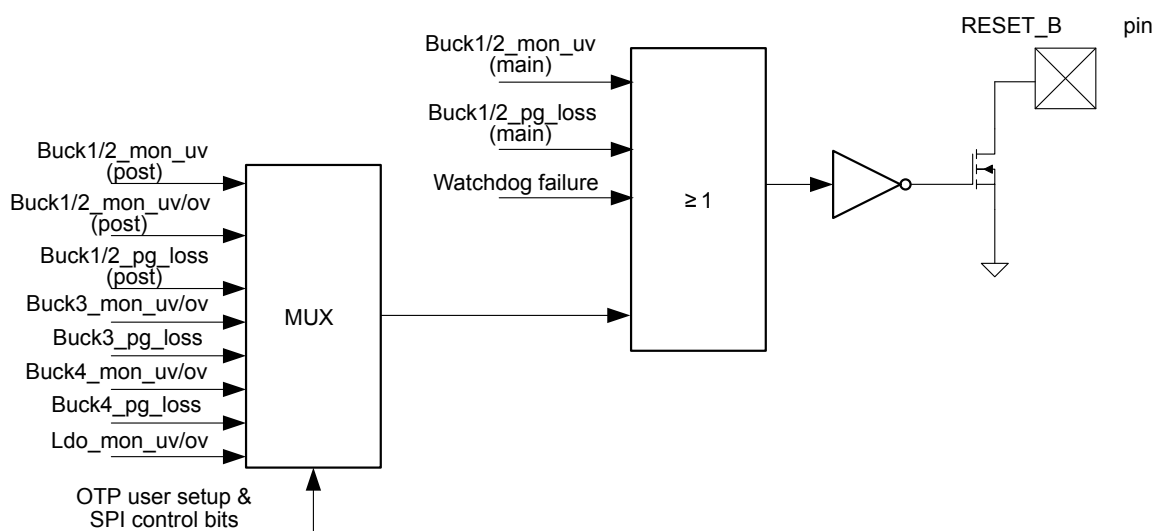 RESET_B pin
Buck1/2_mon_uv
(main)
Buck1/2_pg_loss
(main)
Watchdog failure
≥ 1
Buck1/2_mon_uv
(post)
Buck1/2_mon_uv/ov
(post)
Buck1/2_pg_loss
(post)
Buck3_mon_uv/ov
Buck3_pg_loss
Buck4_mon_uv/ov
Buck4_pg_loss
Ldo_mon_uv/ov
MUX
OTP user setup &
SPI control bits